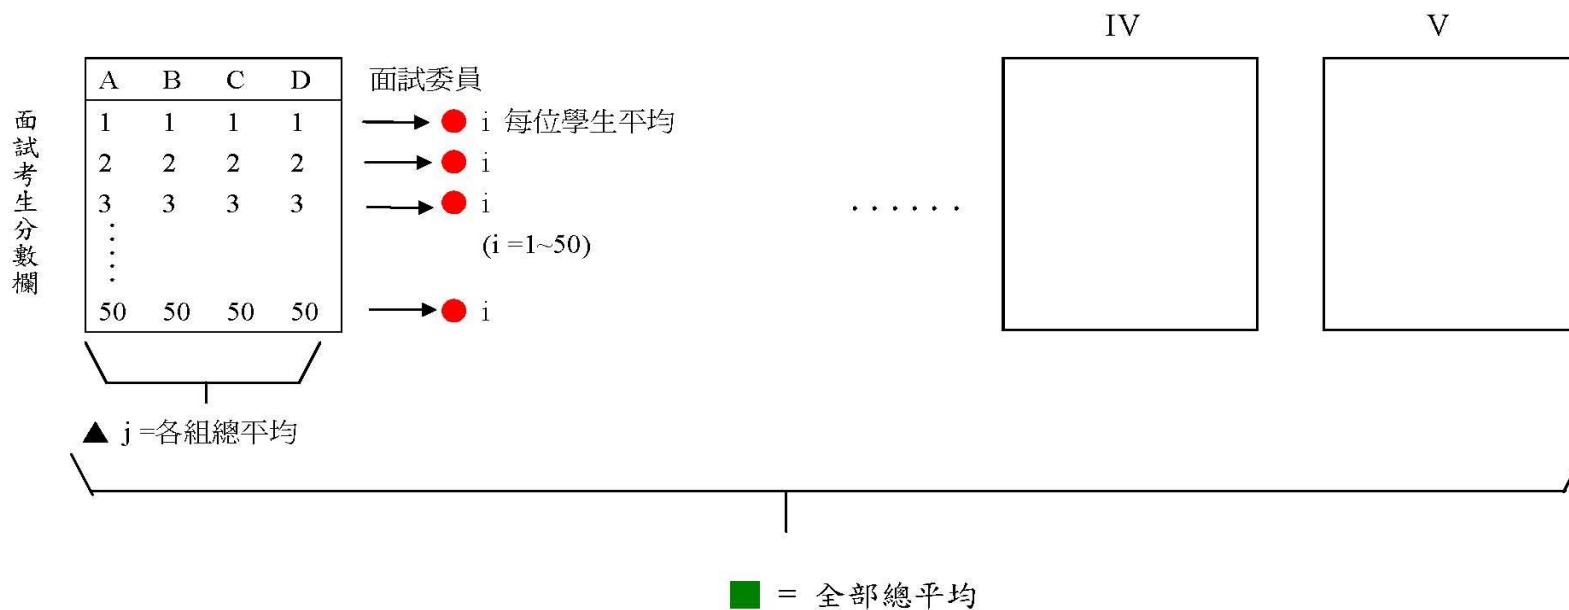 IV V
A B C D 面試委員
1 1 1 1 i 每位學生平均
2 2 2 2 i
3 3 3 3 i
(i =1~50)
50 50 50 50 i
面試考生分數欄
▲ j =各組總平均
= 全部總平均